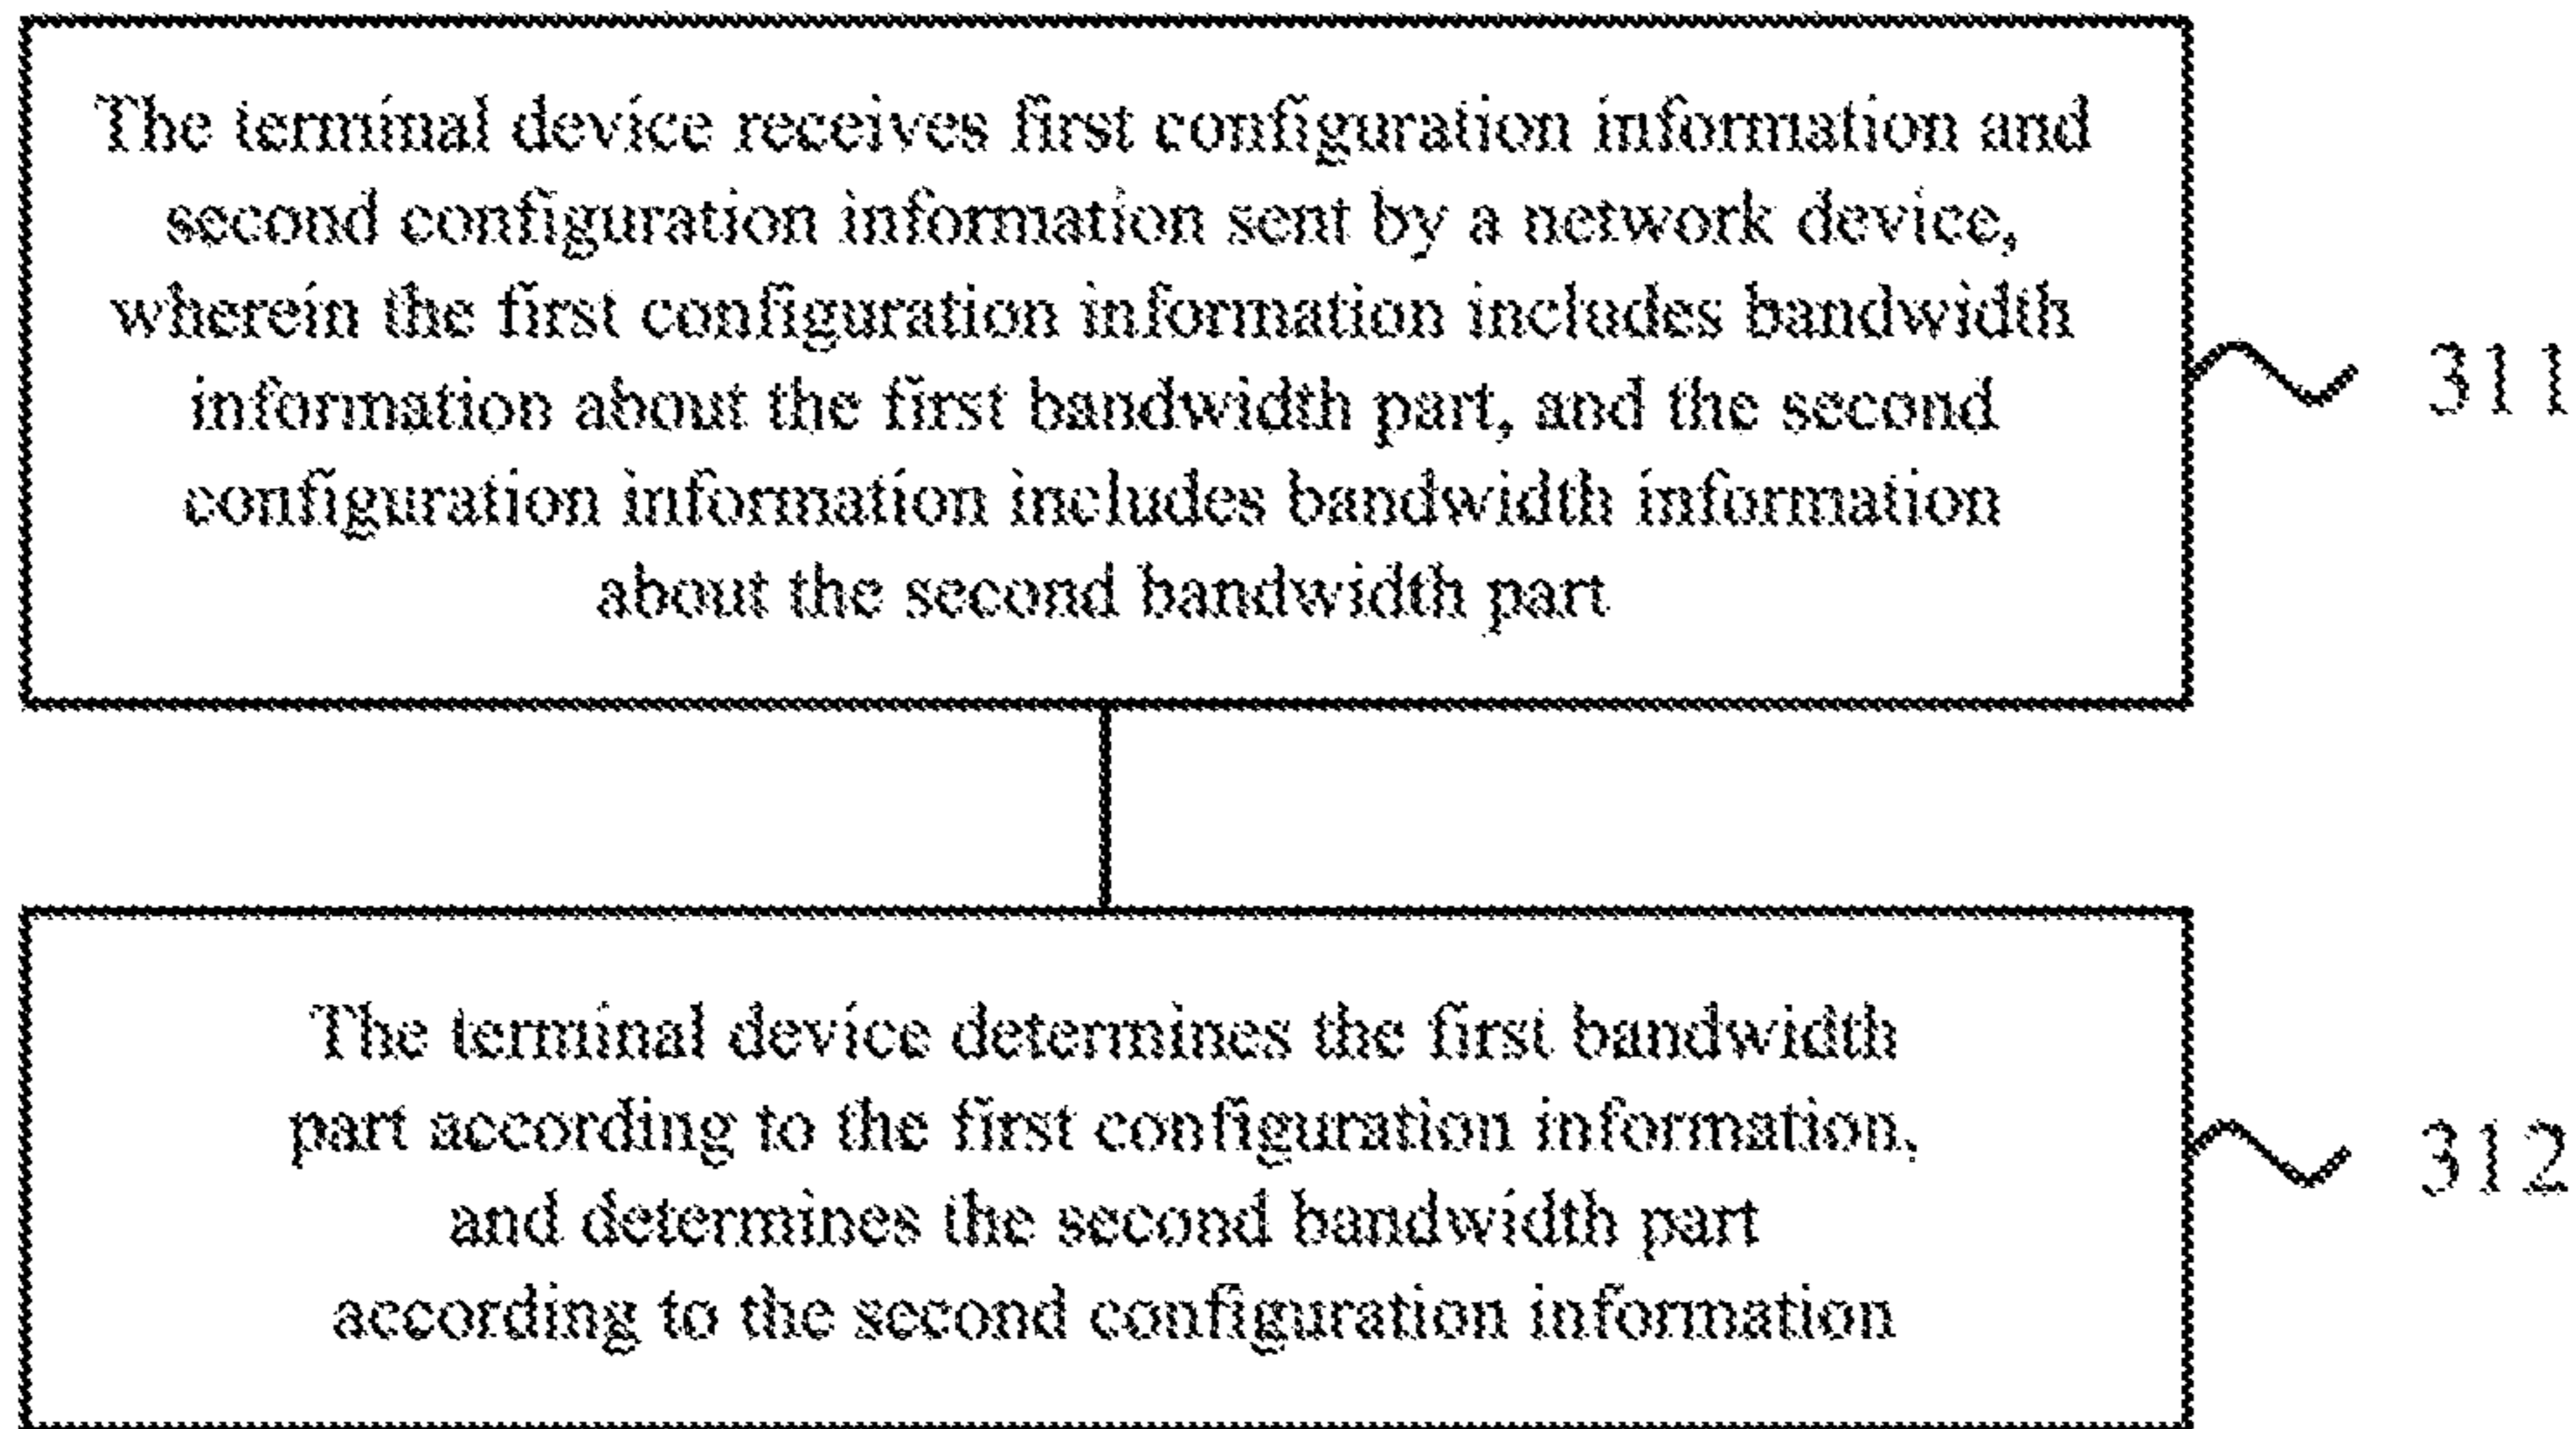 The terminal device receives first configuration information and
second configuration information sent by a network device,
wherein the first configuration information includes bandwidth
information about the first bandwidth part, and the second
configuration information includes bandwidth information
about the second bandwidth part
311
The terminal device determines the first bandwidth
part according to the first configuration information,
and determines the second bandwidth part
according to the second configuration information
312